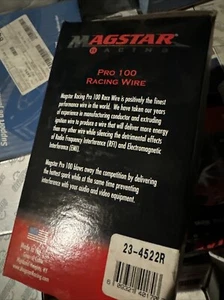 MAGSTAR
RACING
PRO 100
RACING WIRE
Magstar Racing Pro 100 Race Wire is positively the finest
performance wire in the world. We have taken our years
of experience in manufacturing conductor and extruding
ignition wire to produce a wire that will deliver more energy
than any other wire while silencing the detrimental effects
of Radio Frequency Interference (RFI) and Electromagnetic
Interference (EMI).
Magstar Pro 100 blows away the competition by delivering
the hottest spark while at the same time preventing
interference with your audio and video equipment.
23-4522R